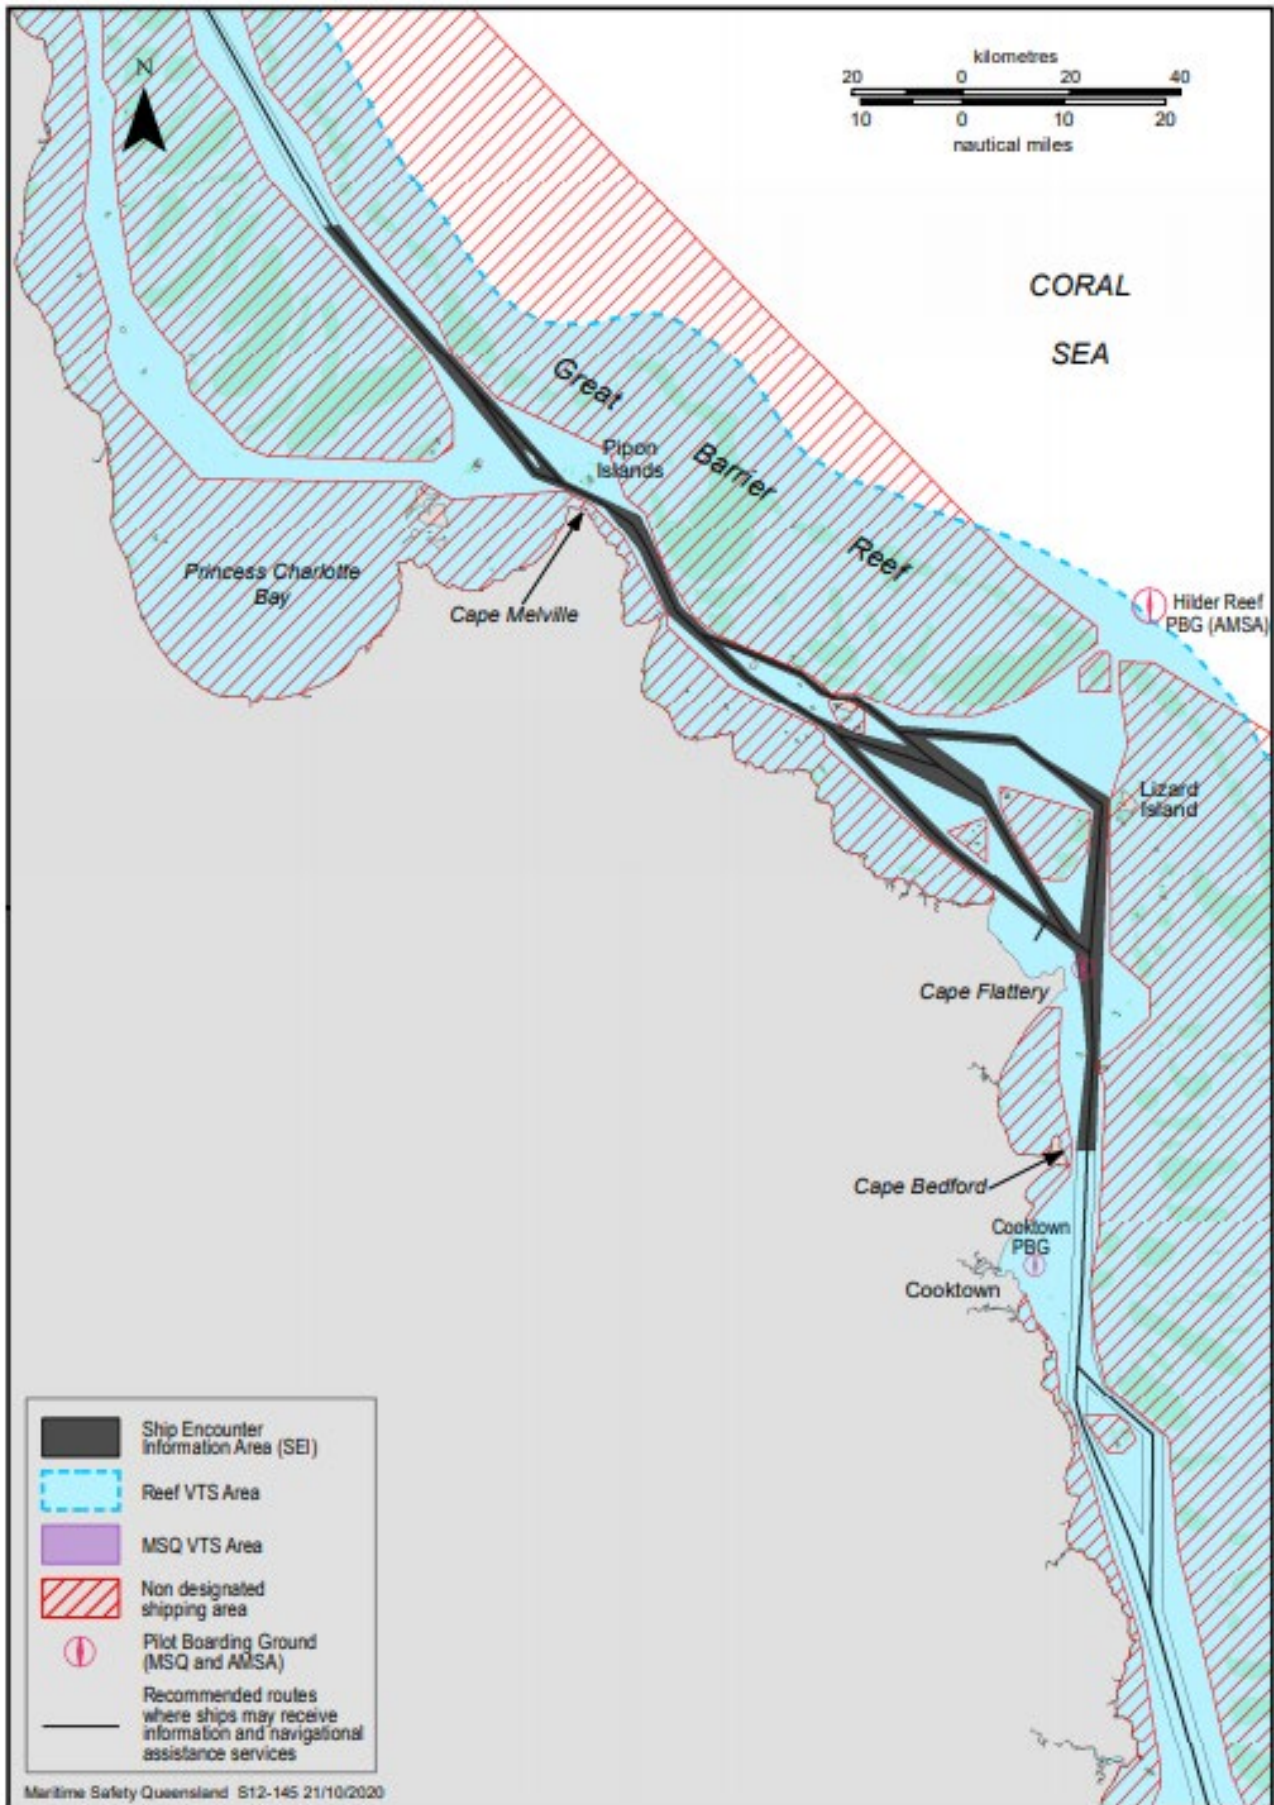 kilometres
20 0 20 40
10 0 10 20
nautical miles
N
CORAL
SEA
Great
Barrier
Reef
Pipon
Islands
Princess Charlotte
Bay
Cape Melville
Hilder Reef
PBG (AMSA)
Lizard
Island
Cape Flattery
Cape Bedford
Cooktown
PBG
Cooktown
Ship Encounter
Information Area (SEI)
Reef VTS Area
MSQ VTS Area
Non designated
shipping area
Pilot Boarding Ground
(MSQ and AMSA)
Recommended routes
where ships may receive
information and navigational
assistance services
Maritime Safety Queensland S12-145 21/10/2020